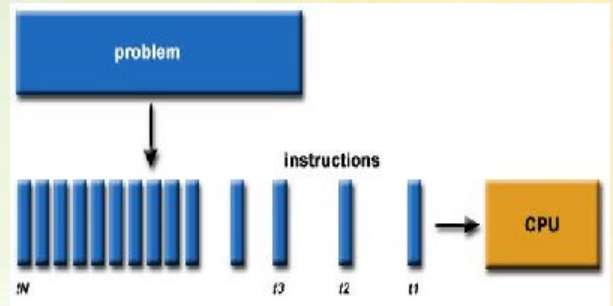 problem
instructions
CPU
tN
t3
t2
t1